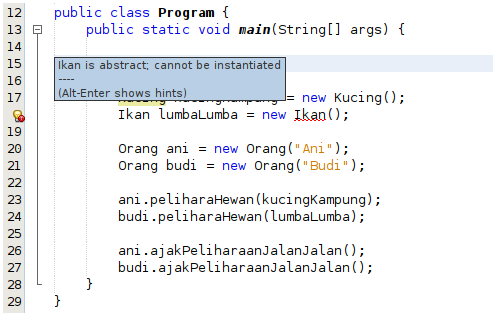 12 public class Program {
13 public static void main(String[] args) {
14
15 Ikan is abstract; cannot be instantiated
16 ----
(Alt-Enter shows hints)
17 kucingKampung = new Kucing();
Ikan lumbaLumba = new Ikan();
19
20 Orang ani = new Orang("Ani");
21 Orang budi = new Orang("Budi");
22
23 ani.peliharaHewan(kucingKampung);
24 budi.peliharaHewan(lumbaLumba);
25
26 ani.ajakPeliharaanJalanJalan();
27 budi.ajakPeliharaanJalanJalan();
28 }
29 }